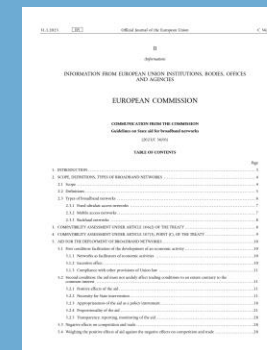 31.1.2023 EN Official Journal of the European Union C
II
(Information)
INFORMATION FROM EUROPEAN UNION INSTITUTIONS, BODIES, OFFICES
AND AGENCIES
EUROPEAN COMMISSION
COMMUNICATION FROM THE COMMISSION
Guidelines on State aid for broadband networks
TABLE OF CONTENTS
Page
1. INTRODUCTION
2. SCOPE, DEFINITIONS, TYPES OF BROADBAND NETWORKS
2.1 Scope
2.2 Definitions
2.3 Types of broadband networks
2.3.1 Fixed ultrafast access networks
2.3.2 Mobile access networks
2.3.3 Backhaul networks
3. COMPATIBILITY ASSESSMENT UNDER ARTICLE OF THE TREATY
4. COMPATIBILITY ASSESSMENT UNDER ARTICLE POINT OF THE TREATY
5. AID FOR THE DEPLOYMENT OF BROADBAND NETWORKS
5.1 First condition: facilitation of the development of an economic activity
5.1.1 Networks as facilitators of economic activities
5.1.2 Incentive effect
5.1.3 Compliance with other provisions of Union law
5.2 Second condition: the aid must not unduly affect trading conditions to an extent contrary to the
common interest
5.2.1 Positive effects of the aid
5.2.2 Necessity for State intervention
5.2.3 Appropriateness of the aid as a policy instrument
5.2.4 Proportionality of the aid
5.2.5 Transparency, reporting, monitoring of the aid
5.3 Negative effects on competition and trade
5.4 Weighing the positive effects of aid against the negative effects on competition and trade